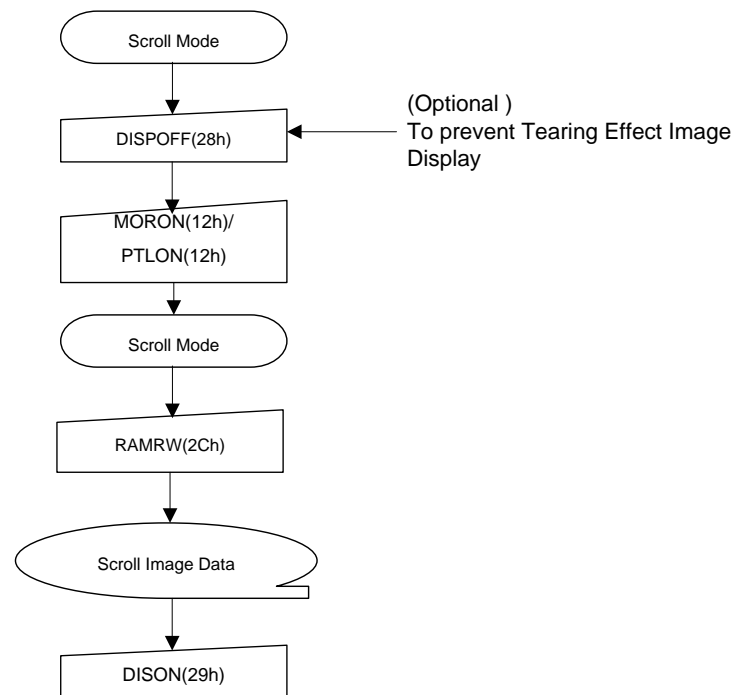 Scroll Mode
DISPOFF(28h)
(Optional )
To prevent Tearing Effect Image
Display
MORON(12h)/
PTLON(12h)
Scroll Mode
RAMRW(2Ch)
Scroll Image Data
DISON(29h)